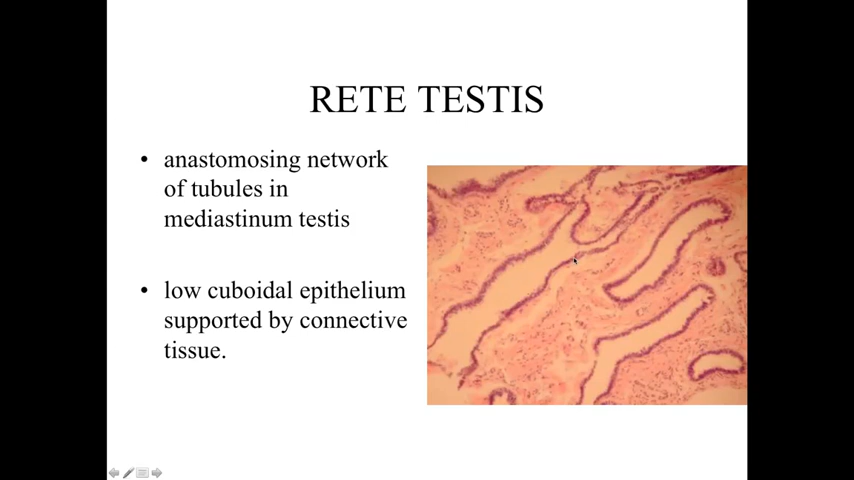 RETE TESTIS
• anastomosing network
of tubules in
mediastinum testis
• low cuboidal epithelium
supported by connective
tissue.